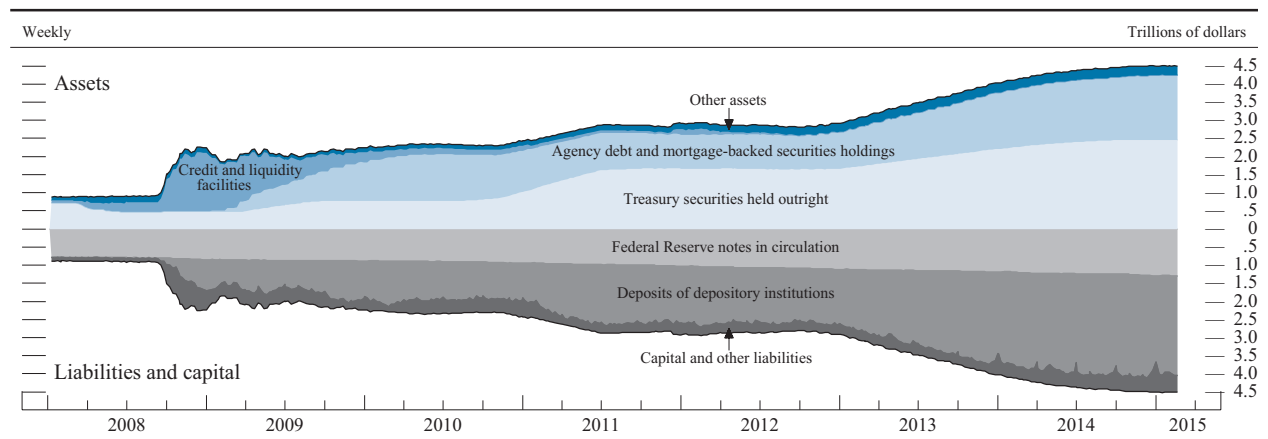 Weekly
Trillions of dollars
Assets
Other assets
Credit and liquidity
facilities
Agency debt and mortgage-backed securities holdings
Treasury securities held outright
Federal Reserve notes in circulation
Deposits of depository institutions
Capital and other liabilities
Liabilities and capital
4.5
4.0
3.5
3.0
2.5
2.0
1.5
1.0
.5
0
.5
1.0
1.5
2.0
2.5
3.0
3.5
4.0
4.5
2008 2009 2010 2011 2012 2013 2014 2015